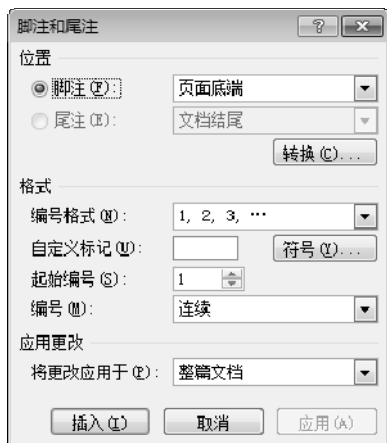 脚注和尾注
位置
脚注(F): 页面底端
尾注(E): 文档结尾
转换(C)...
格式
编号格式(N): 1, 2, 3, …
自定义标记(U): 符号(Y)...
起始编号(S): 1
编号(M): 连续
应用更改
将更改应用于(P): 整篇文档
插入(I) 取消 应用(A)